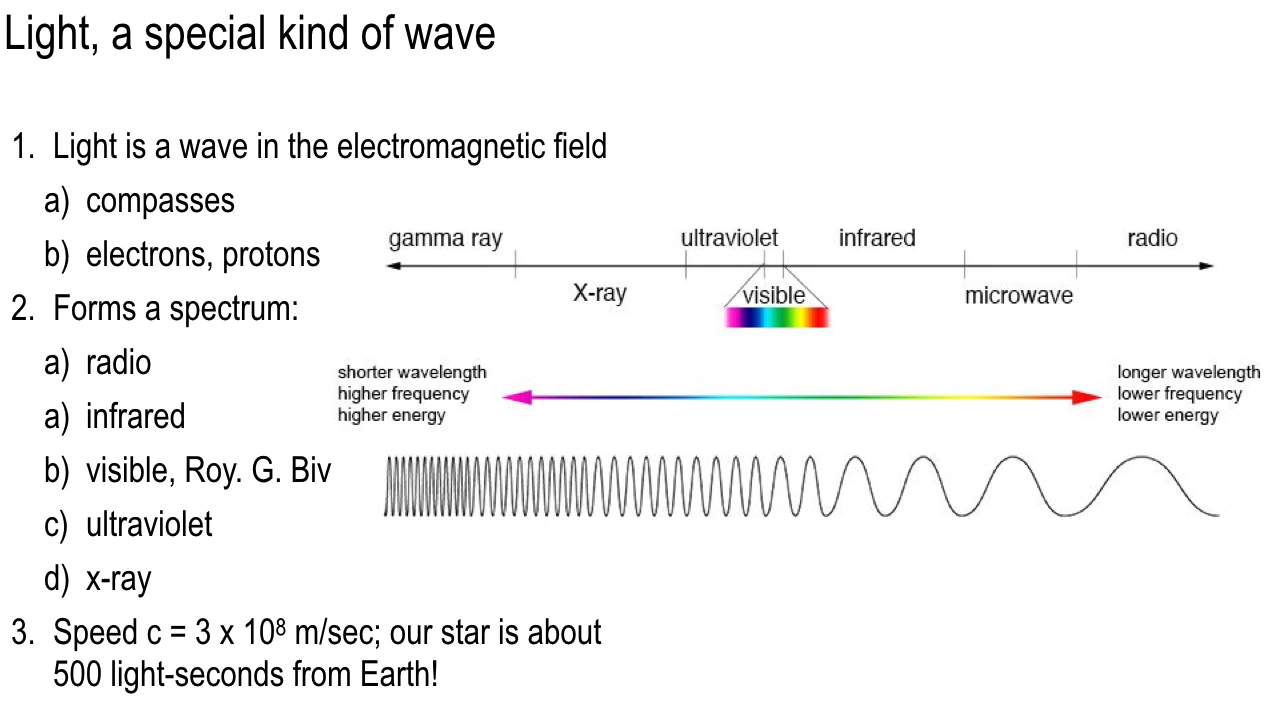 Light, a special kind of wave
1. Light is a wave in the electromagnetic field
a) compasses
b) electrons, protons
2. Forms a spectrum:
a) radio
a) infrared
b) visible, Roy. G. Biv
c) ultraviolet
d) x-ray
3. Speed c = 3 x 10⁸ m/sec; our star is about
500 light-seconds from Earth!
gamma ray
ultraviolet
infrared
radio
X-ray
visible
microwave
shorter wavelength
higher frequency
higher energy
longer wavelength
lower frequency
lower energy